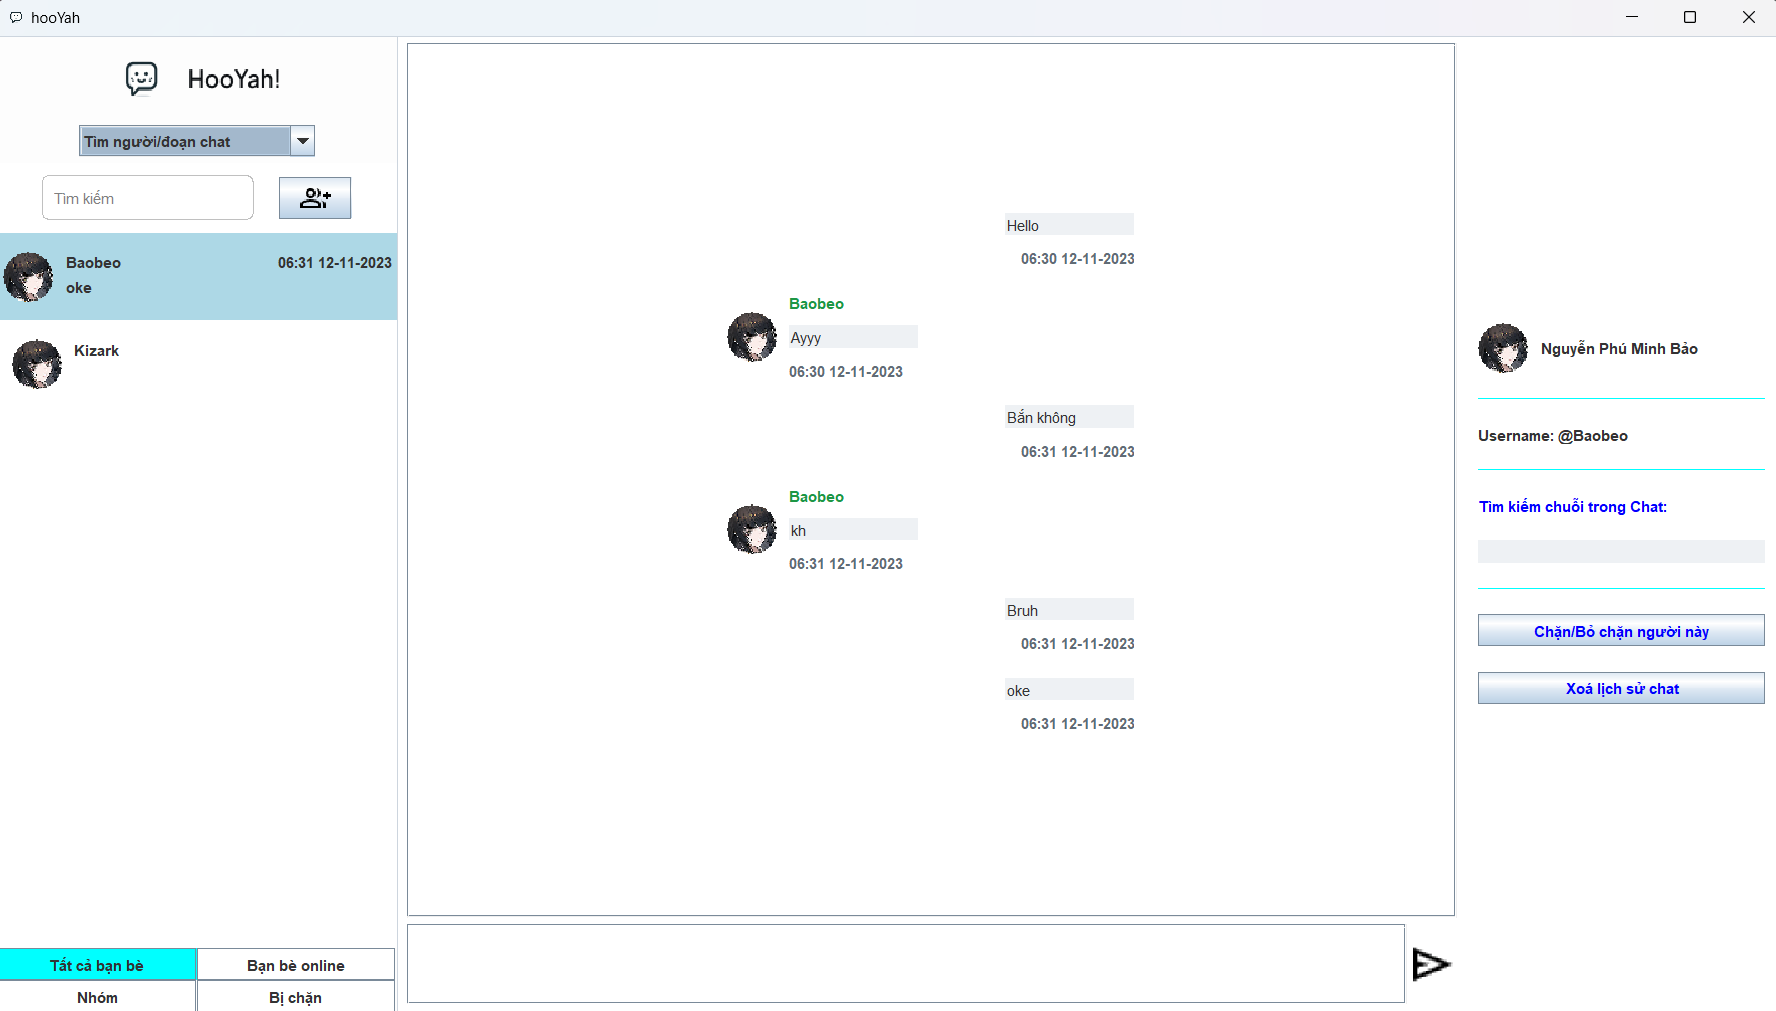 hooYah
HooYah!
Tìm người/đoạn chat
Tìm kiếm
Baobeo 06:31 12-11-2023
oke
Kizark
Tất cả bạn bè
Bạn bè online
Nhóm
Bị chặn
Hello
06:30 12-11-2023
Baobeo
Ayyy
06:30 12-11-2023
Bắn không
06:31 12-11-2023
Baobeo
kh
06:31 12-11-2023
Bruh
06:31 12-11-2023
oke
06:31 12-11-2023
Nguyễn Phú Minh Bảo
Username: @Baobeo
Tìm kiếm chuỗi trong Chat:
Chặn/Bỏ chặn người này
Xoá lịch sử chat